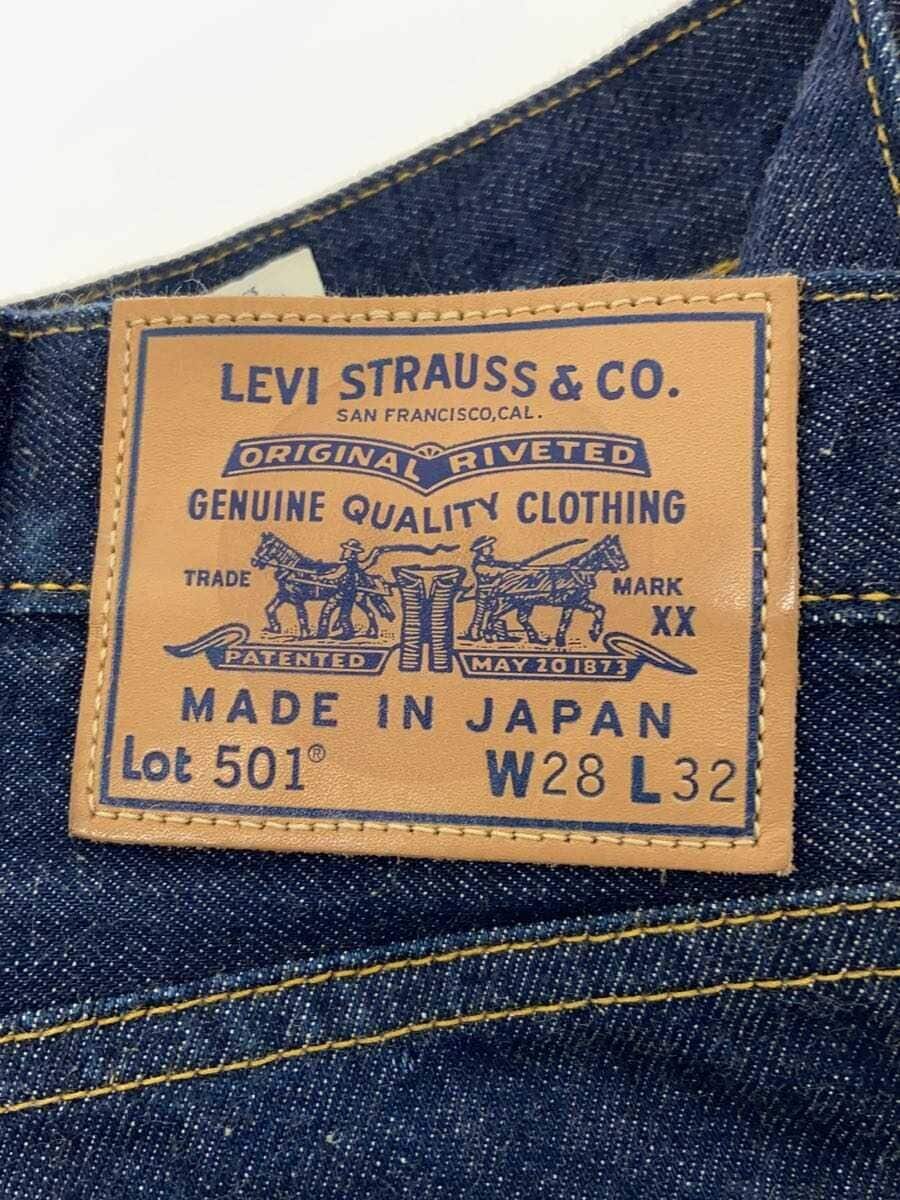 LEVI STRAUSS & CO.
SAN FRANCISCO, CAL.
ORIGINAL RIVETED
GENUINE QUALITY CLOTHING
TRADE MARK
XX
PATENTED MAY 20 1873
MADE IN JAPAN
Lot 501® W28 L32